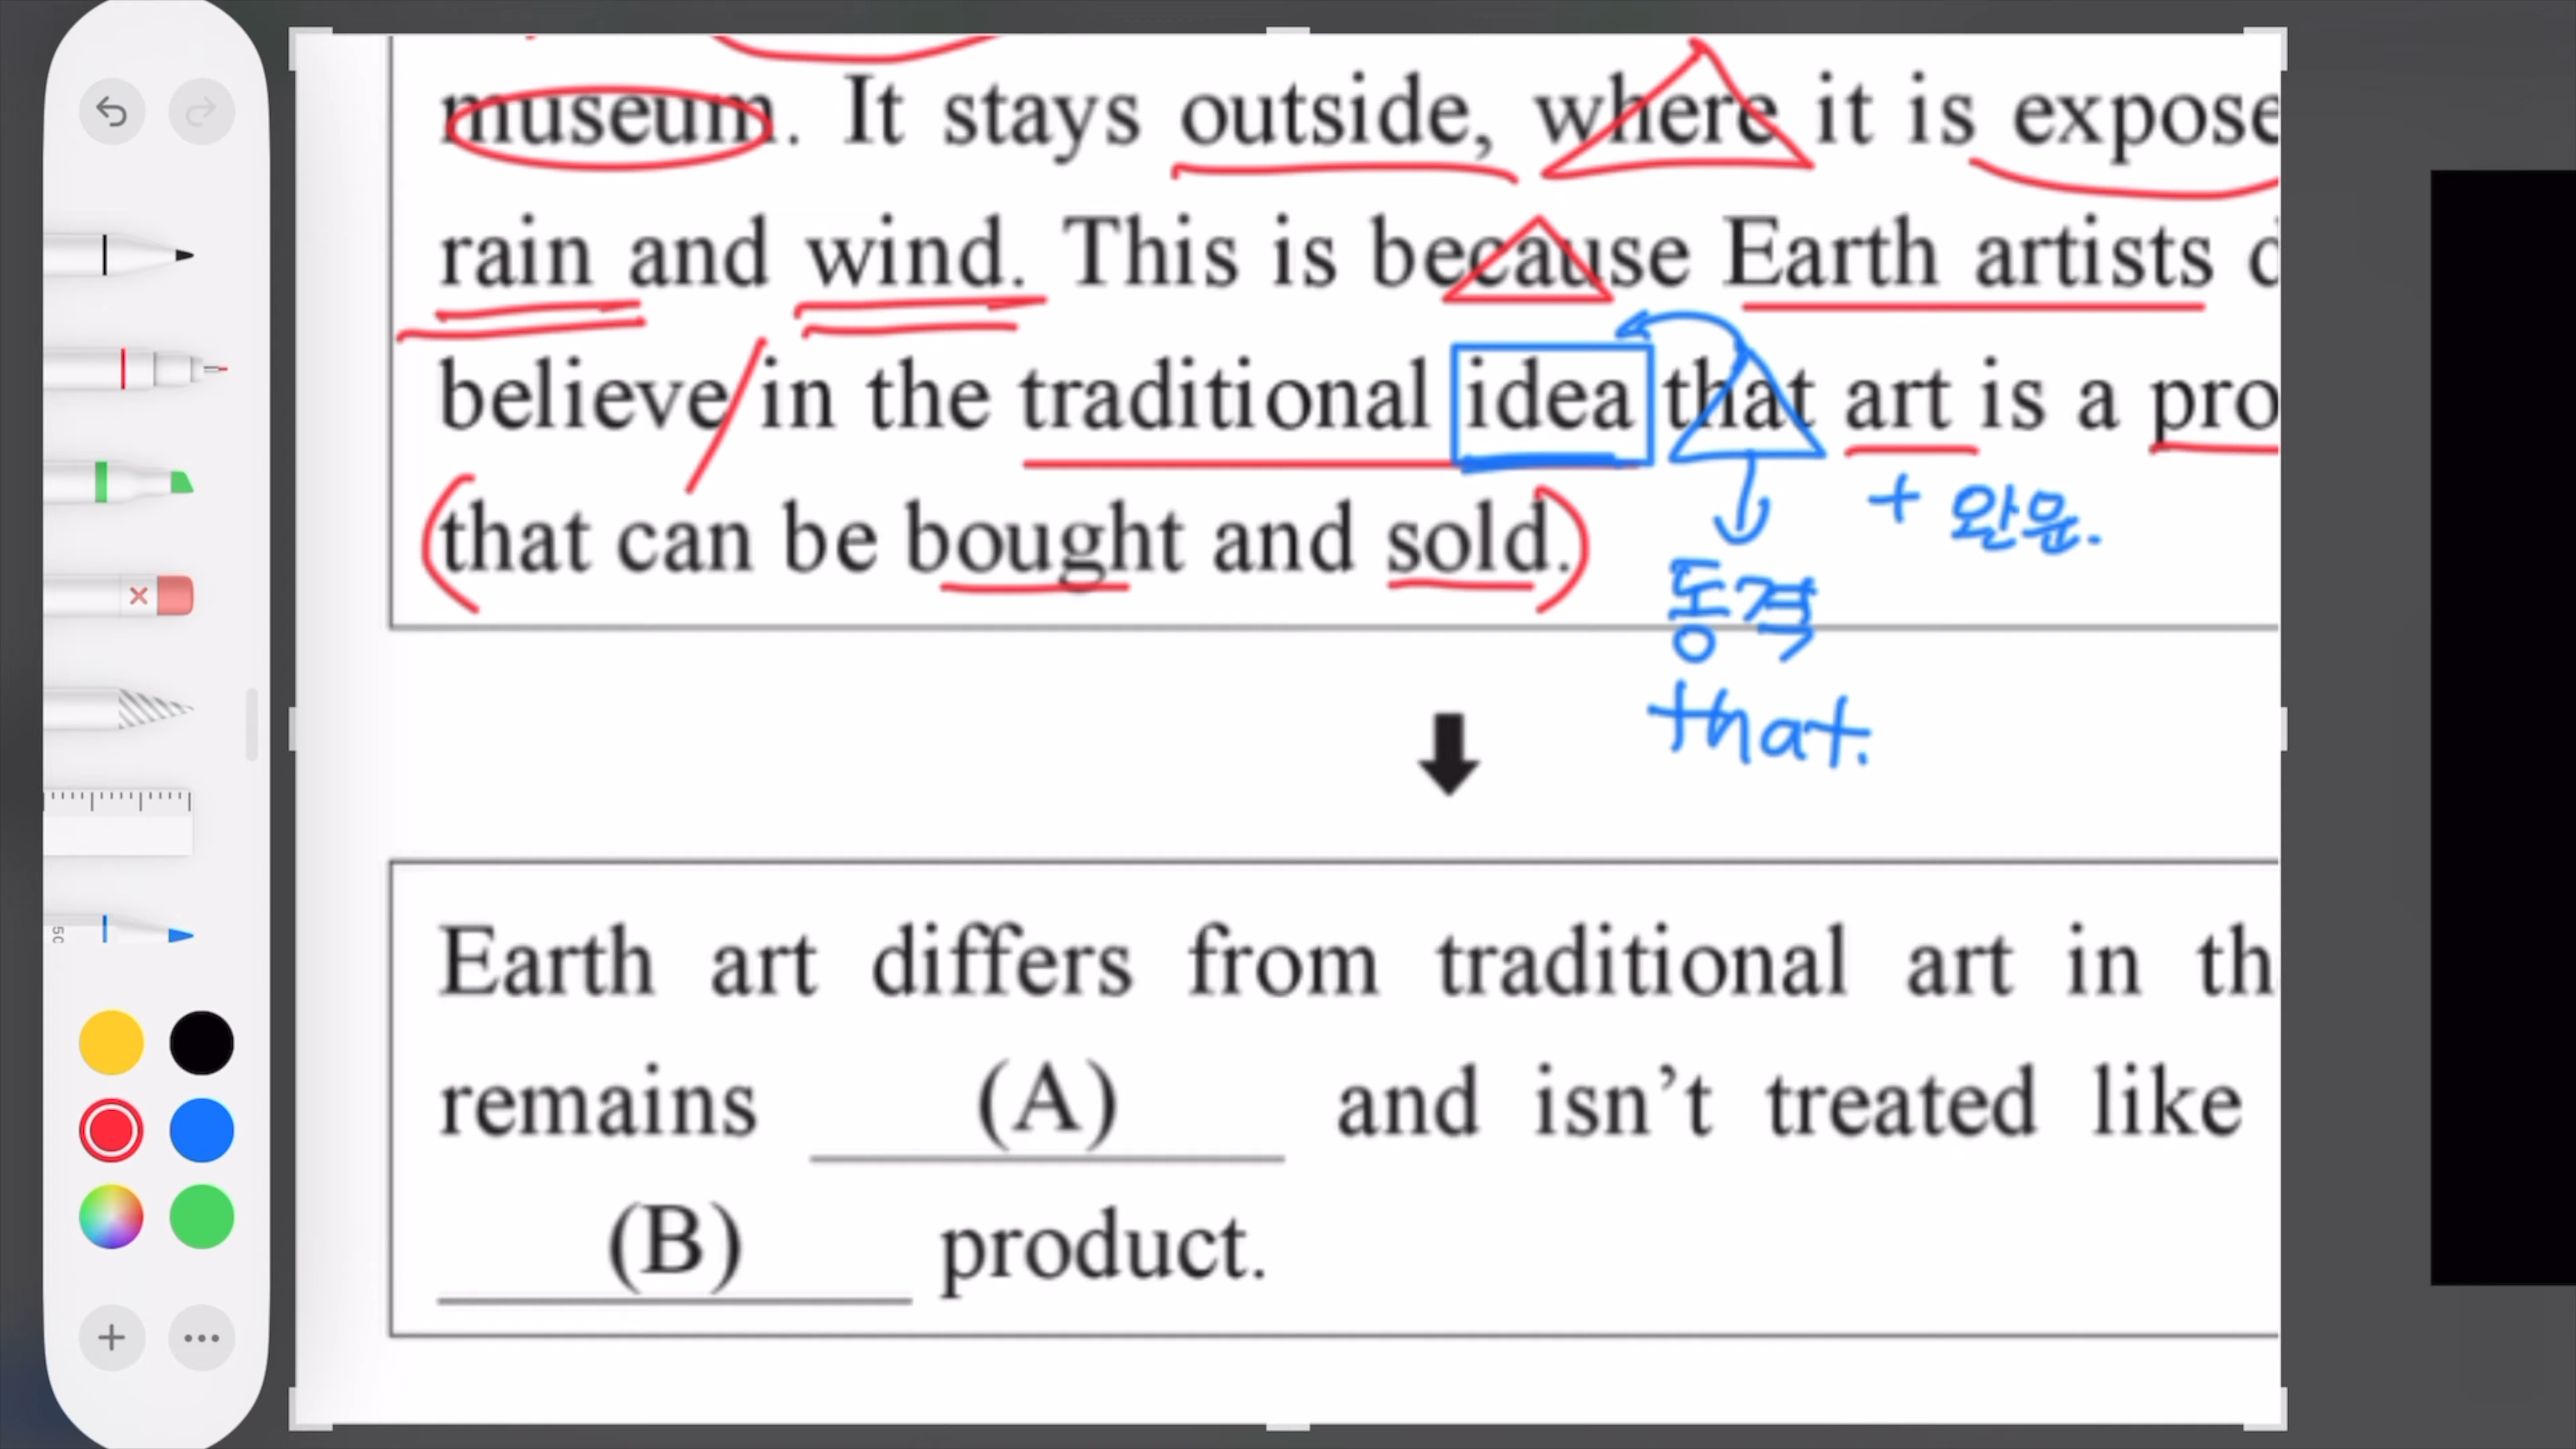 museum. It stays outside, where it is expose
rain and wind. This is because Earth artists d
believe in the traditional idea that art is a pro
that can be bought and sold.
+ 완문.
동격
that.
Earth art differs from traditional art in th
remains (A) and isn't treated like
(B) product.
50